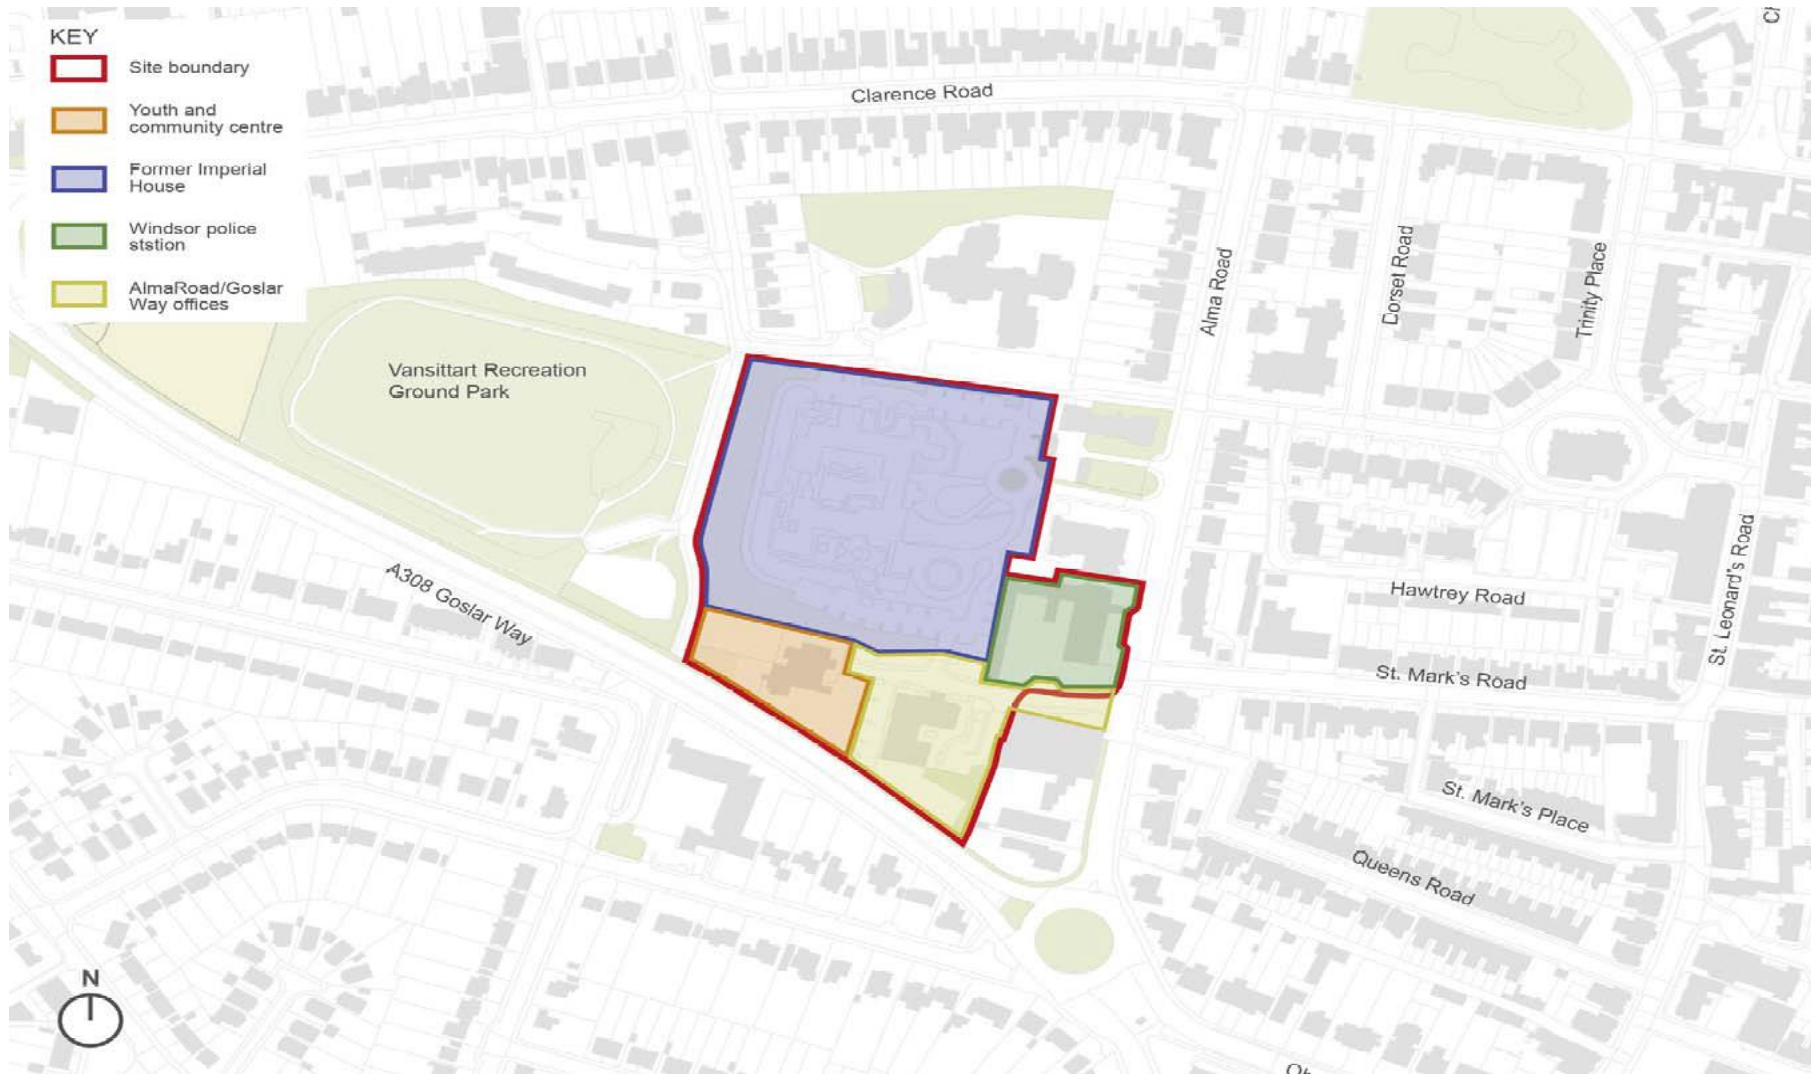 KEY
Site boundary
Youth and
community centre
Former Imperial
House
Windsor police
ststion
AlmaRoad/Goslar
Way offices
Clarence Road
Alma Road
Dorset Road
Trinity Place
Vansittart Recreation
Ground Park
A308 Goslar Way
Hawtrey Road
St. Leonard's Road
St. Mark's Road
St. Mark's Place
Queens Road
N